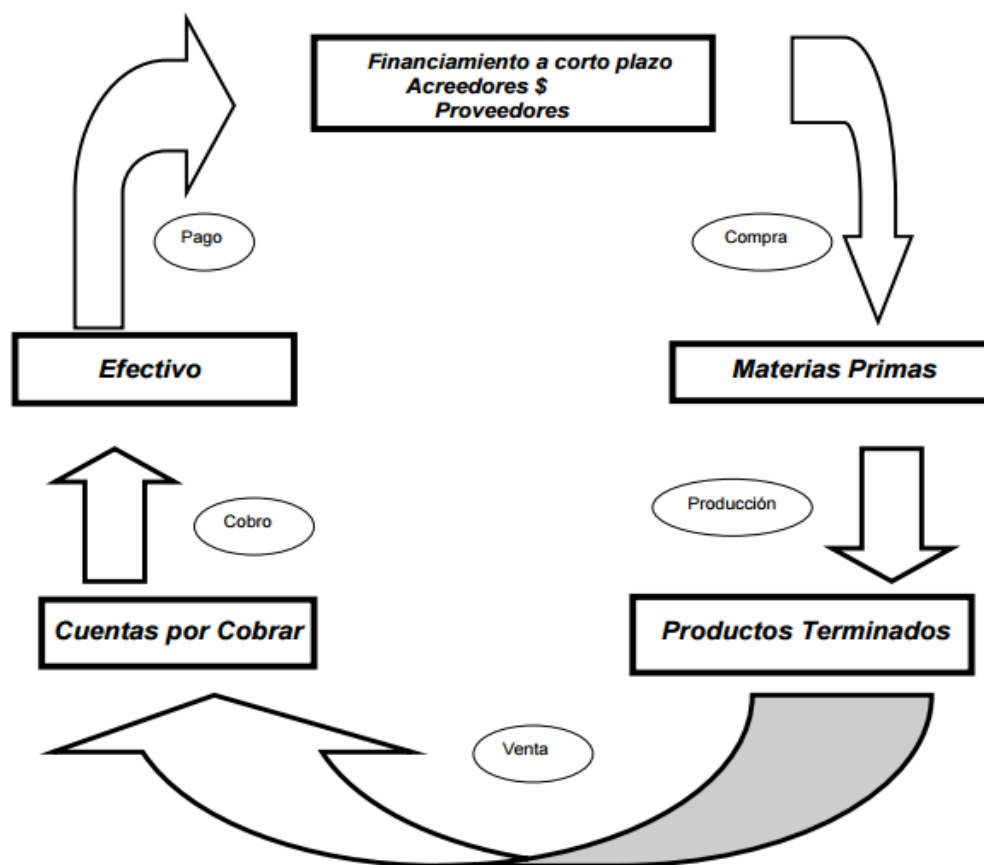 Financiamiento a corto plazo
Acreedores $
Proveedores
Pago
Compra
Efectivo
Materias Primas
Cobro
Producción
Cuentas por Cobrar
Productos Terminados
Venta